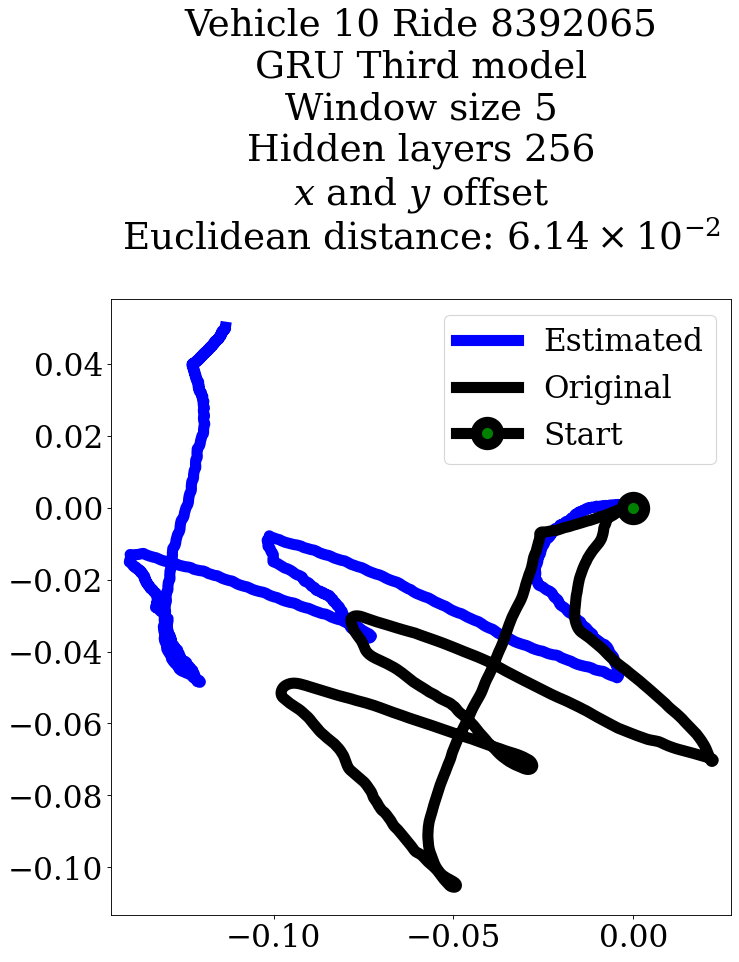 Vehicle 10 Ride 8392065
GRU Third model
Window size 5
Hidden layers 256
x and y offset
Euclidean distance: 6.14 × 10⁻²
Estimated
Original
Start
0.04
0.02
0.00
−0.02
−0.04
−0.06
−0.08
−0.10
−0.10 −0.05 0.00